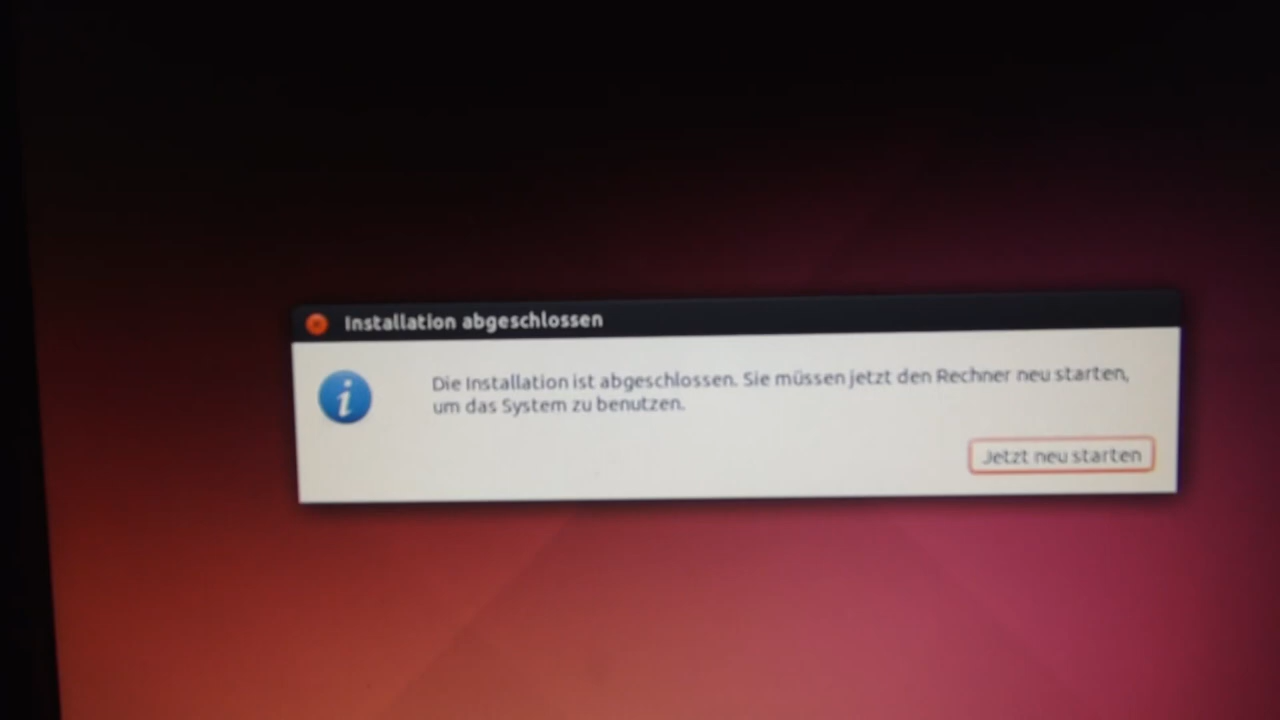 Installation abgeschlossen
Die Installation ist abgeschlossen. Sie müssen jetzt den Rechner neu starten,
um das System zu benutzen.
Jetzt neu starten